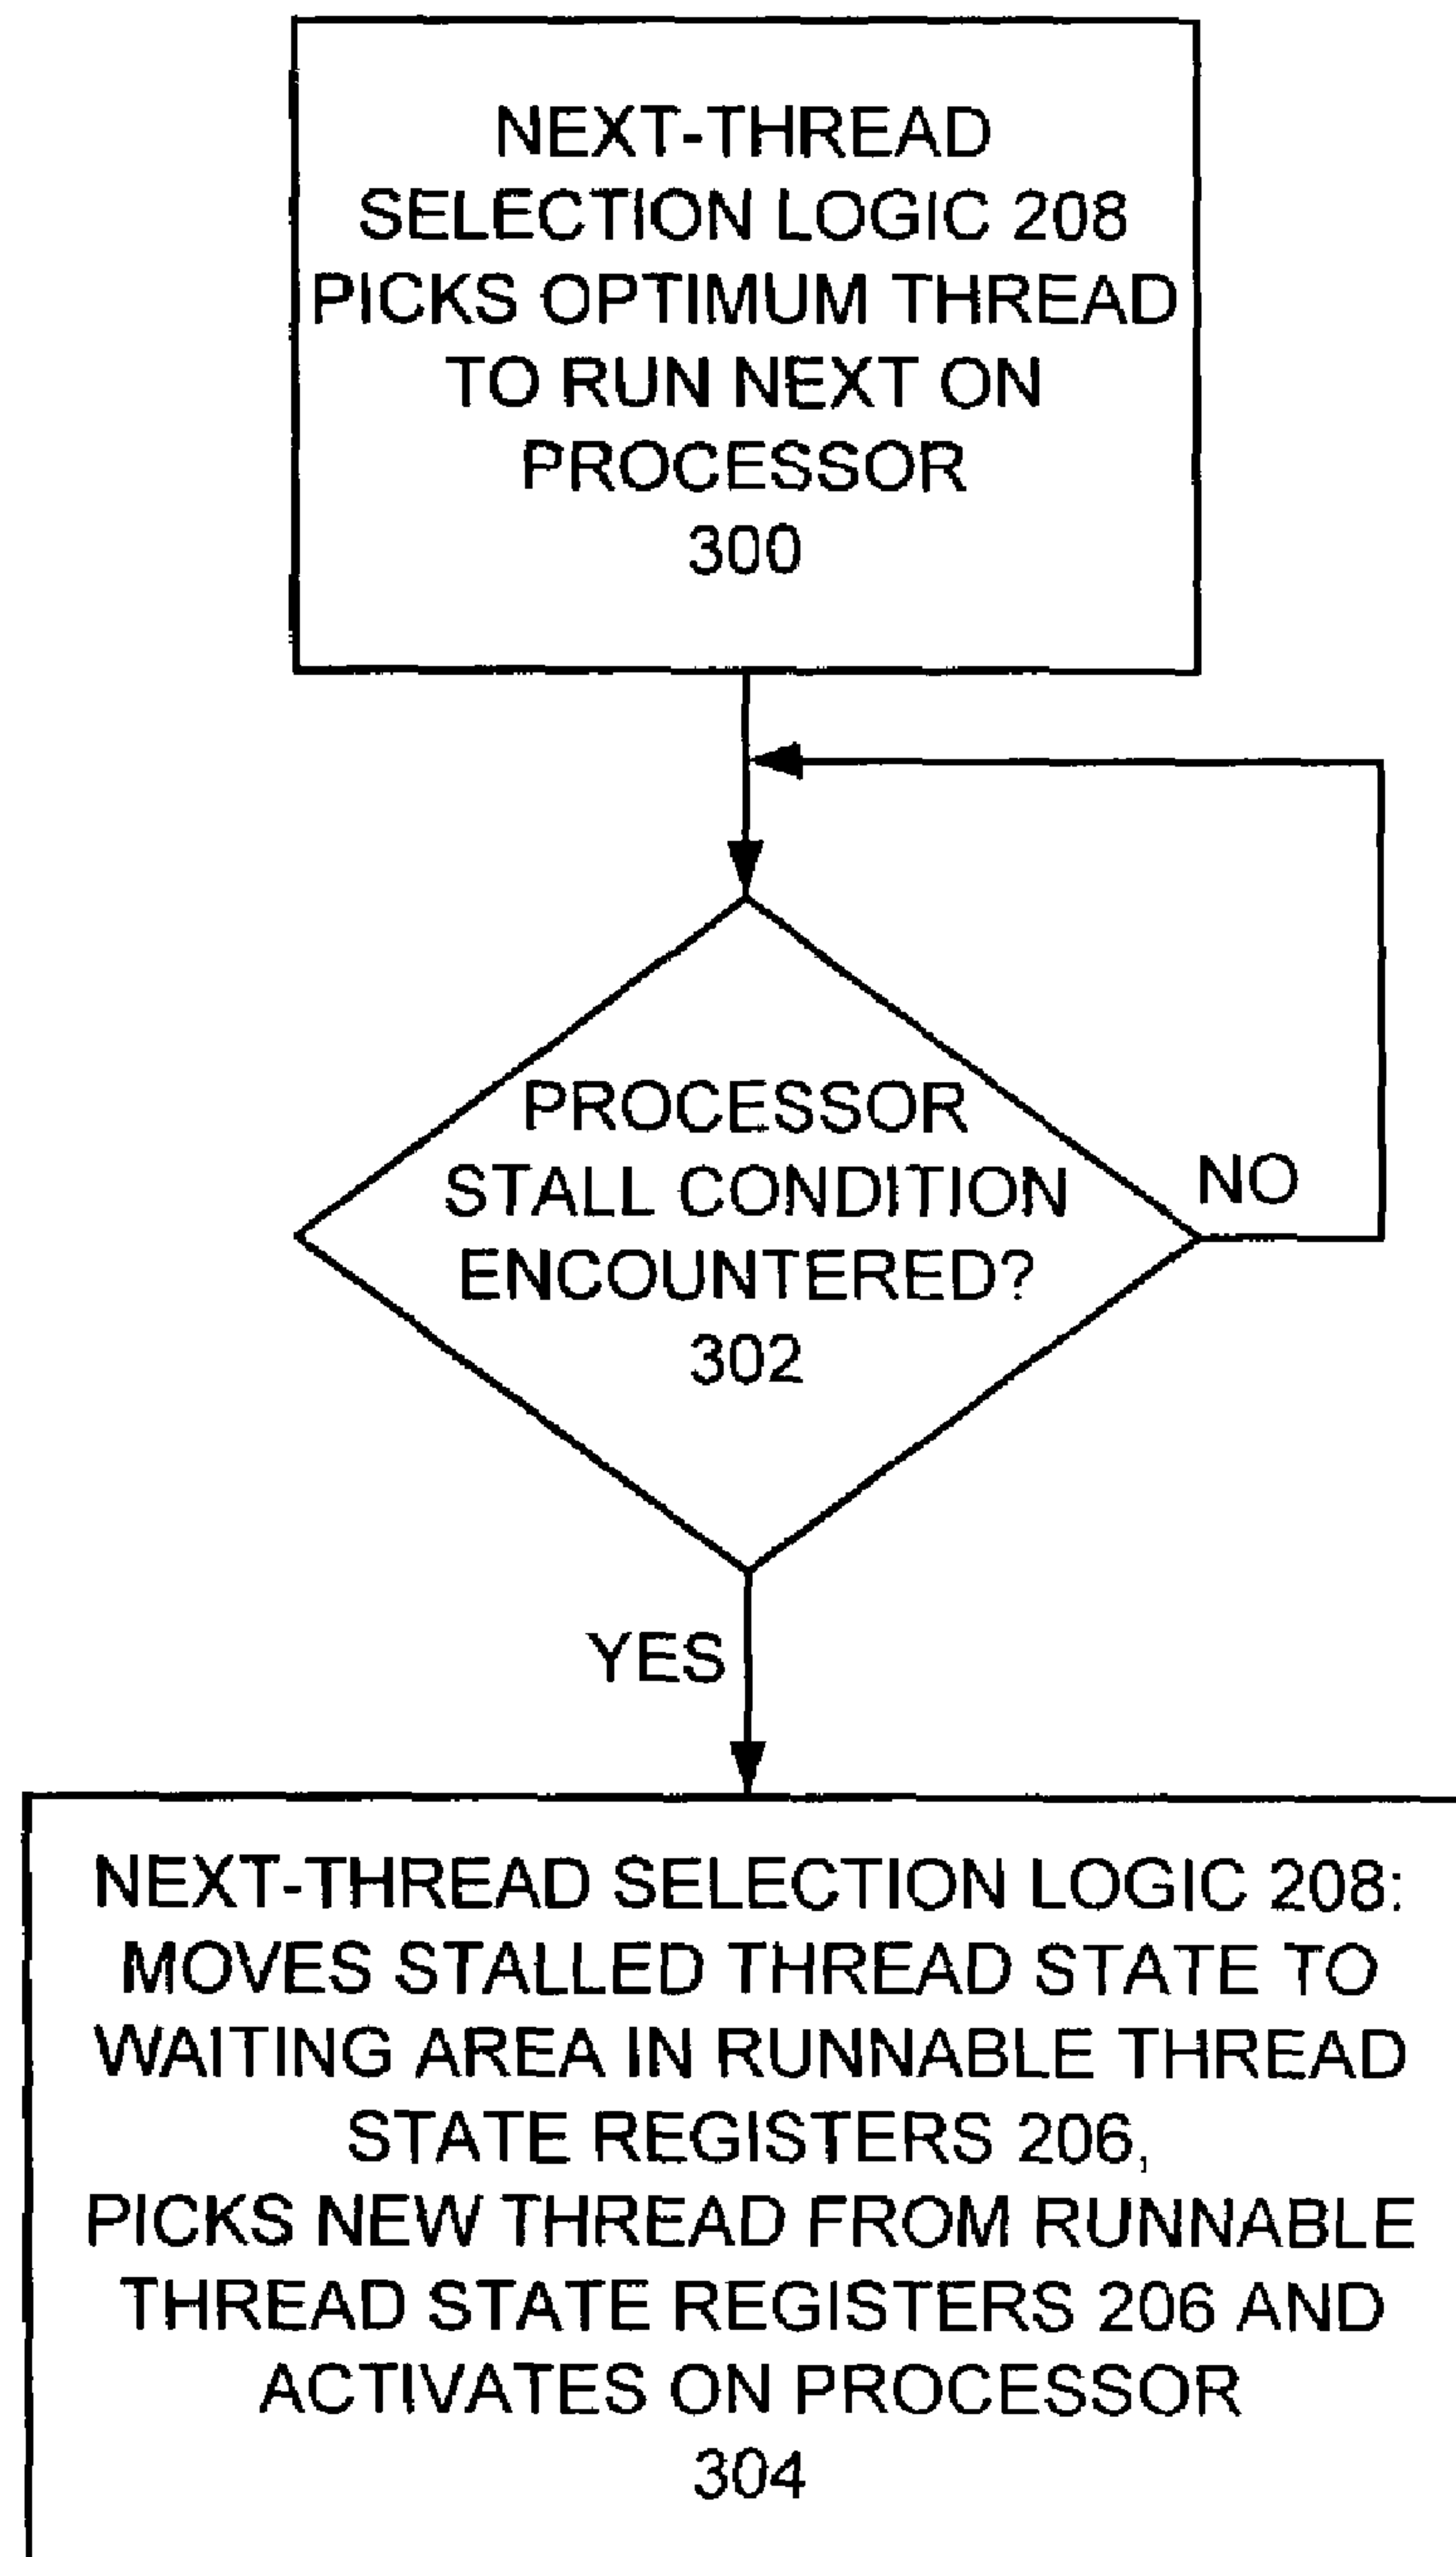 NEXT-THREAD
SELECTION LOGIC 208
PICKS OPTIMUM THREAD
TO RUN NEXT ON
PROCESSOR
300
PROCESSOR
STALL CONDITION
ENCOUNTERED?
302
NO
YES
NEXT-THREAD SELECTION LOGIC 208:
MOVES STALLED THREAD STATE TO
WAITING AREA IN RUNNABLE THREAD
STATE REGISTERS 206,
PICKS NEW THREAD FROM RUNNABLE
THREAD STATE REGISTERS 206 AND
ACTIVATES ON PROCESSOR
304